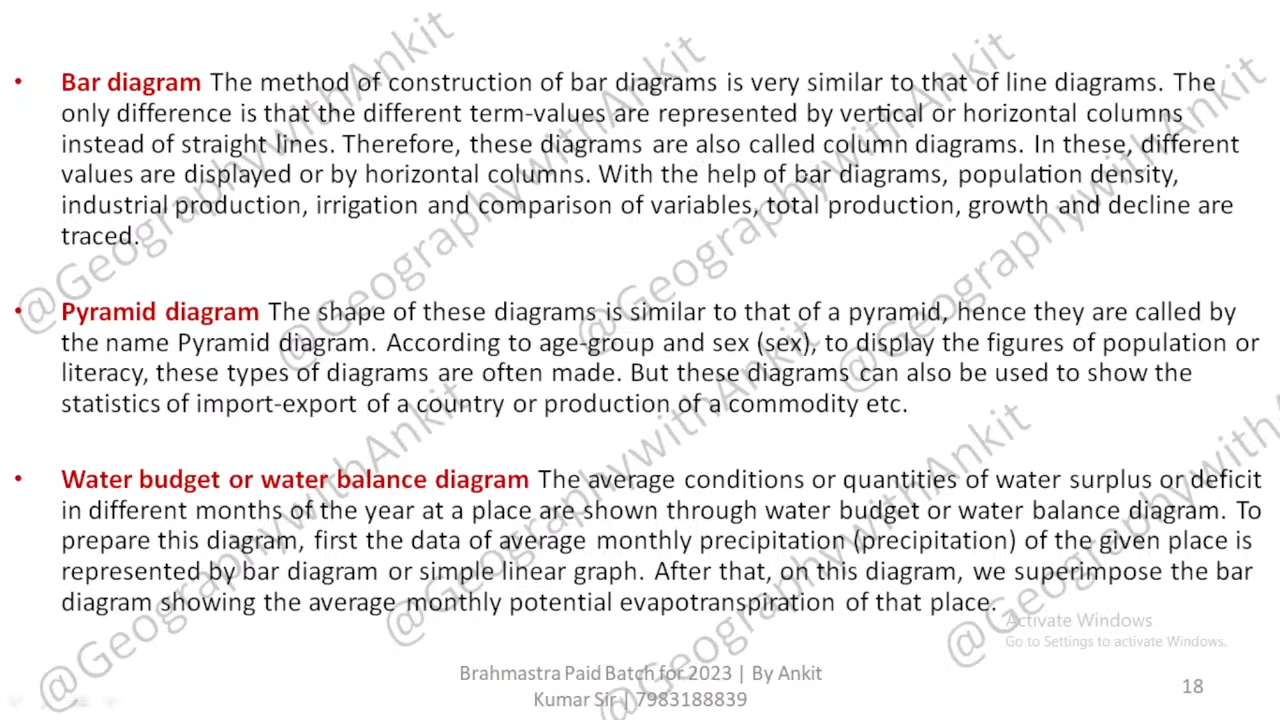 • Bar diagram The method of construction of bar diagrams is very similar to that of line diagrams. The
only difference is that the different term-values are represented by vertical or horizontal columns
instead of straight lines. Therefore, these diagrams are also called column diagrams. In these, different
values are displayed or by horizontal columns. With the help of bar diagrams, population density,
industrial production, irrigation and comparison of variables, total production, growth and decline are
traced.
• Pyramid diagram The shape of these diagrams is similar to that of a pyramid, hence they are called by
the name Pyramid diagram. According to age-group and sex (sex), to display the figures of population or
literacy, these types of diagrams are often made. But these diagrams can also be used to show the
statistics of import-export of a country or production of a commodity etc.
• Water budget or water balance diagram The average conditions or quantities of water surplus or deficit
in different months of the year at a place are shown through water budget or water balance diagram. To
prepare this diagram, first the data of average monthly precipitation (precipitation) of the given place is
represented by bar diagram or simple linear graph. After that, on this diagram, we superimpose the bar
diagram showing the average monthly potential evapotranspiration of that place.
@GeographywithAnkit
@GeographywithAnkit
@GeographywithAnkit
@GeographywithAnkit
@GeographywithAnkit
@GeographywithAnkit
@GeographywithAnkit
@GeographywithAnkit
Activate Windows
Go to Settings to activate Windows.
Brahmastra Paid Batch for 2023 | By Ankit
Kumar Sir | 7983188839
18